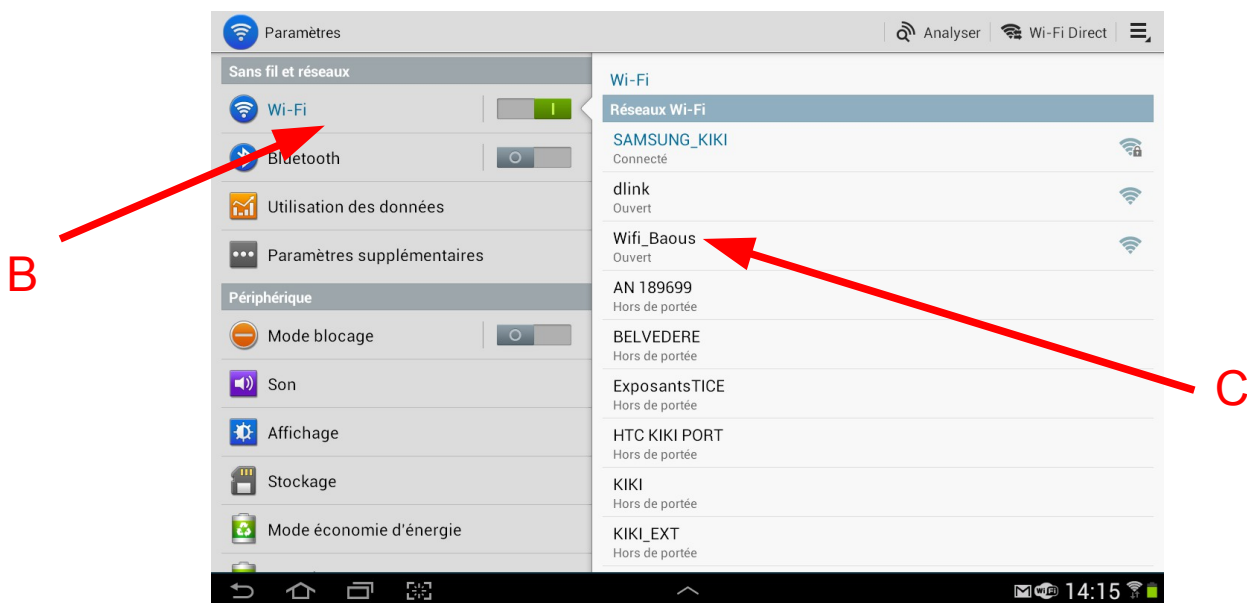 Paramètres
Analyser
Wi-Fi Direct
Sans fil et réseaux
Wi-Fi
Bluetooth
Utilisation des données
Paramètres supplémentaires
Périphérique
Mode blocage
Son
Affichage
Stockage
Mode économie d'énergie
Wi-Fi
Réseaux Wi-Fi
SAMSUNG_KIKI
Connecté
dlink
Ouvert
Wifi_Baous
Ouvert
AN 189699
Hors de portée
BELVEDERE
Hors de portée
ExposantsTICE
Hors de portée
HTC KIKI PORT
Hors de portée
KIKI
Hors de portée
KIKI_EXT
Hors de portée
B
C
14:15